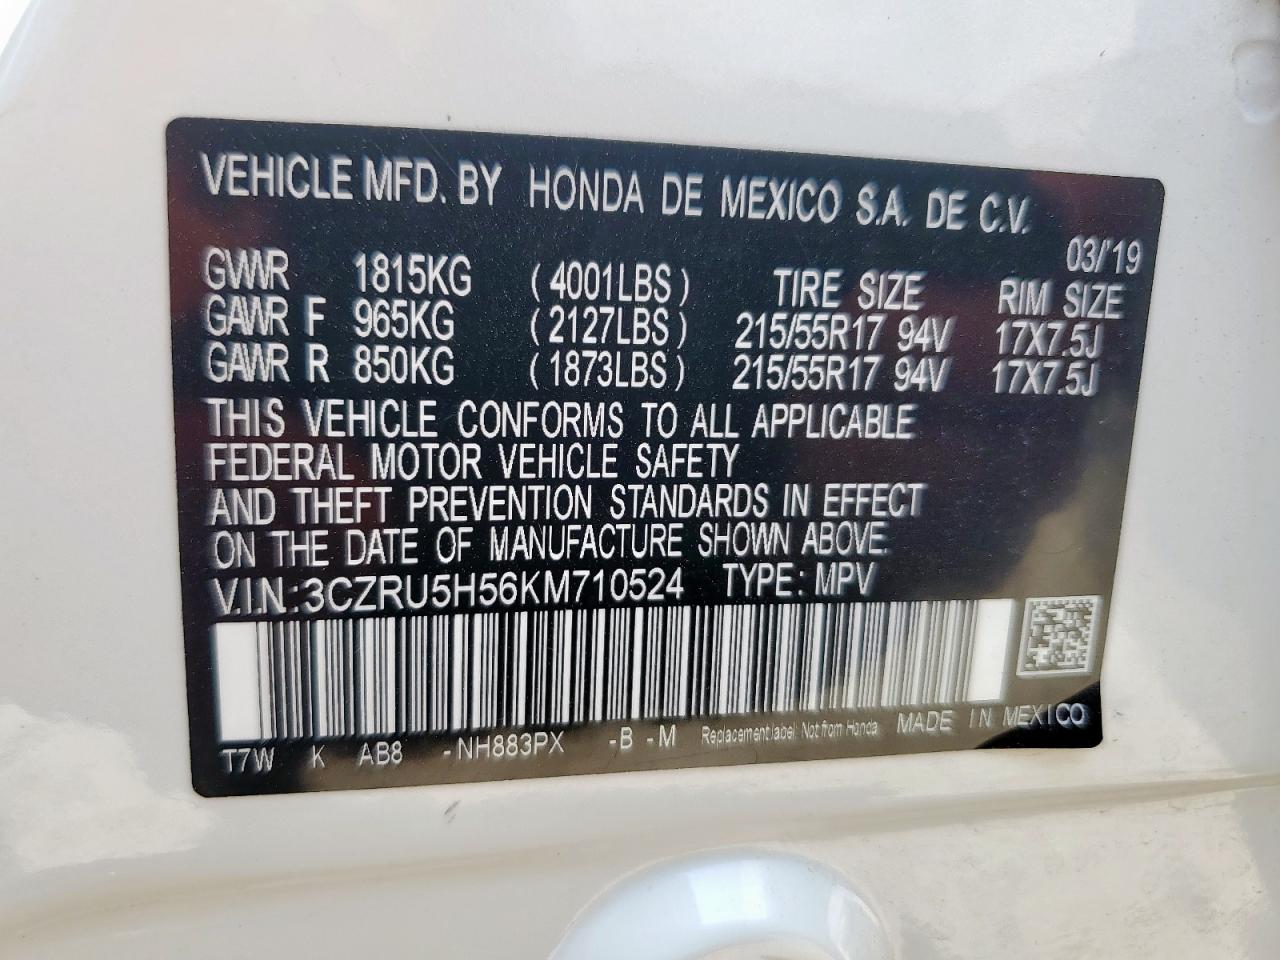 VEHICLE MFD. BY HONDA DE MEXICO S.A. DE C.V.
03/'19
GVWR 1815KG (4001LBS) TIRE SIZE RIM SIZE
GAWR F 965KG (2127LBS) 215/55R17 94V 17X7.5J
GAWR R 850KG (1873LBS) 215/55R17 94V 17X7.5J
THIS VEHICLE CONFORMS TO ALL APPLICABLE
FEDERAL MOTOR VEHICLE SAFETY
AND THEFT PREVENTION STANDARDS IN EFFECT
ON THE DATE OF MANUFACTURE SHOWN ABOVE.
V.I.N.:3CZRU5H56KM710524 TYPE: MPV
T7W K AB8 -NH883PX -B -M Replacement label: Not from Honda MADE IN MEXICO